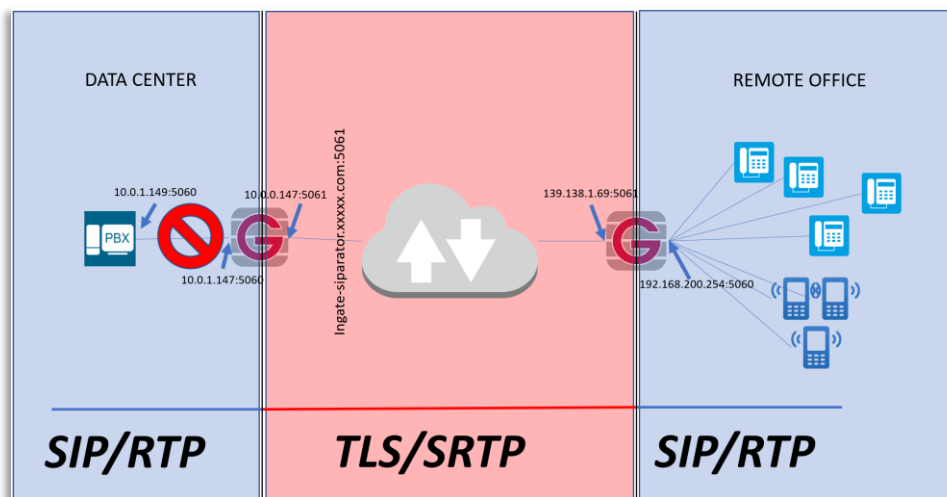 DATA CENTER
REMOTE OFFICE
Ingate-siparator.xxxxx.com:5061
10.0.1.149:5060
10.0.0.147:5061
139.138.1.69:5061
PBX
G
G
10.0.1.147:5060
192.168.200.254:5060
SIP/RTP
TLS/SRTP
SIP/RTP